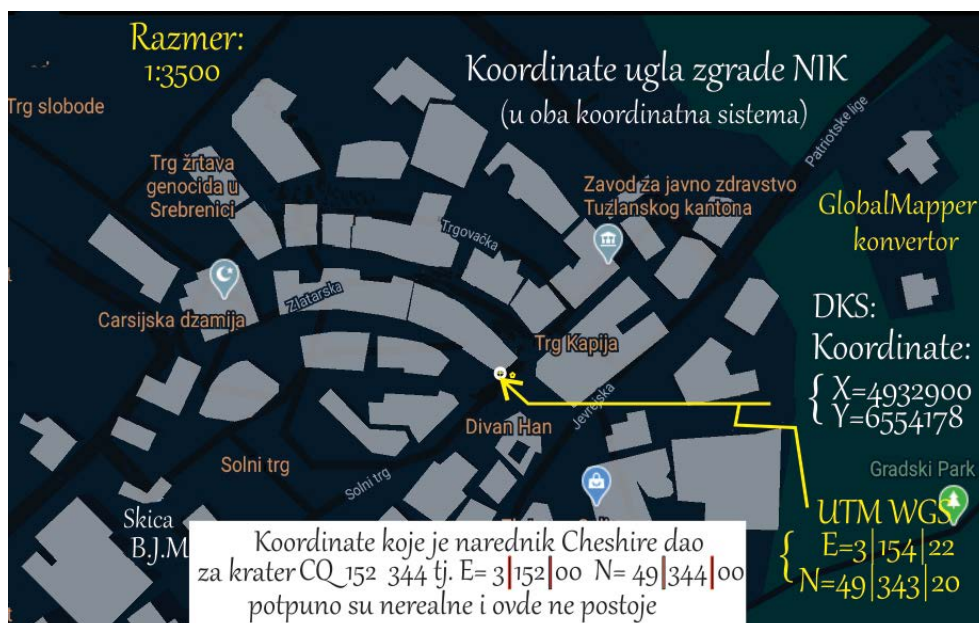 Razmer:
1:3500
Koordinate ugla zgrade NIK
(u oba koordinatna sistema)
Trg slobode
Patriotske lige
Trg žrtava
genocida u
Srebrenici
Zavod za javno zdravstvo
Tuzlanskog kantona
GlobalMapper
konvertor
Trgovačka
Zlatarska
Carsijska dzamija
Trg Kapija
DKS:
Koordinate:
{ X=4932900
Y=6554178
Divan Han
Jevrejska
Solni trg
Solni trg
Gradski Park
Skica
B.J.M
UTM WGS
{ E=3|154|22
N=49|343|20
Koordinate koje je narednik Cheshire dao
za krater CQ 152 344 tj. E= 3|152|00 N= 49|344|00
potpuno su nerealne i ovde ne postoje